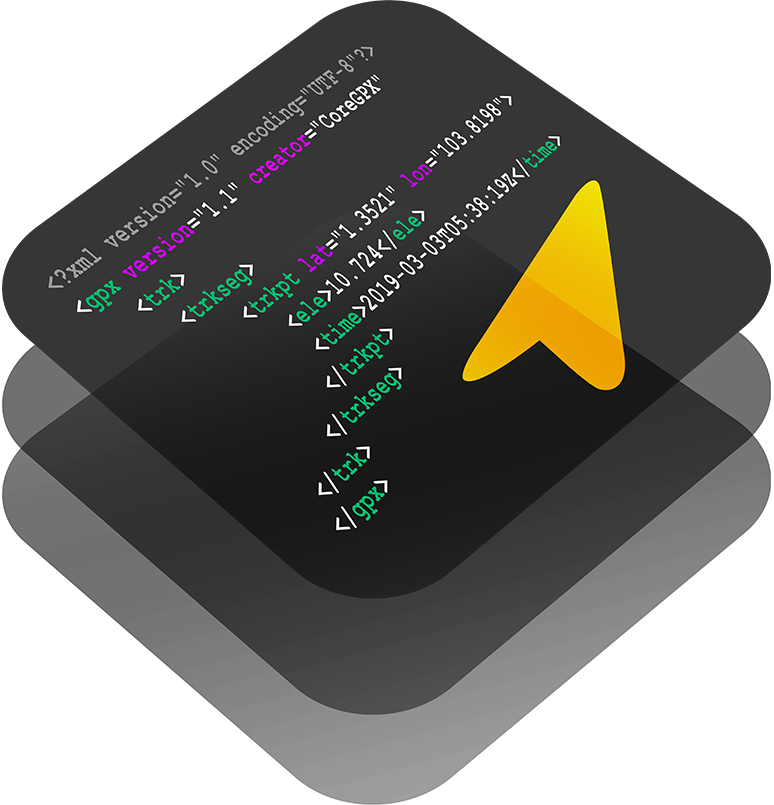 <?xml version="1.0" encoding="UTF-8"?>
<gpx version="1.1" creator="CoreGPX"
<trk>
<trkseg>
<trkpt lat="1.3521" lon="103.8198">
<ele>10.724</ele>
<time>2019-03-03T05:38:19Z</time>
</trkpt>
</trkseg>
</trk>
</gpx>